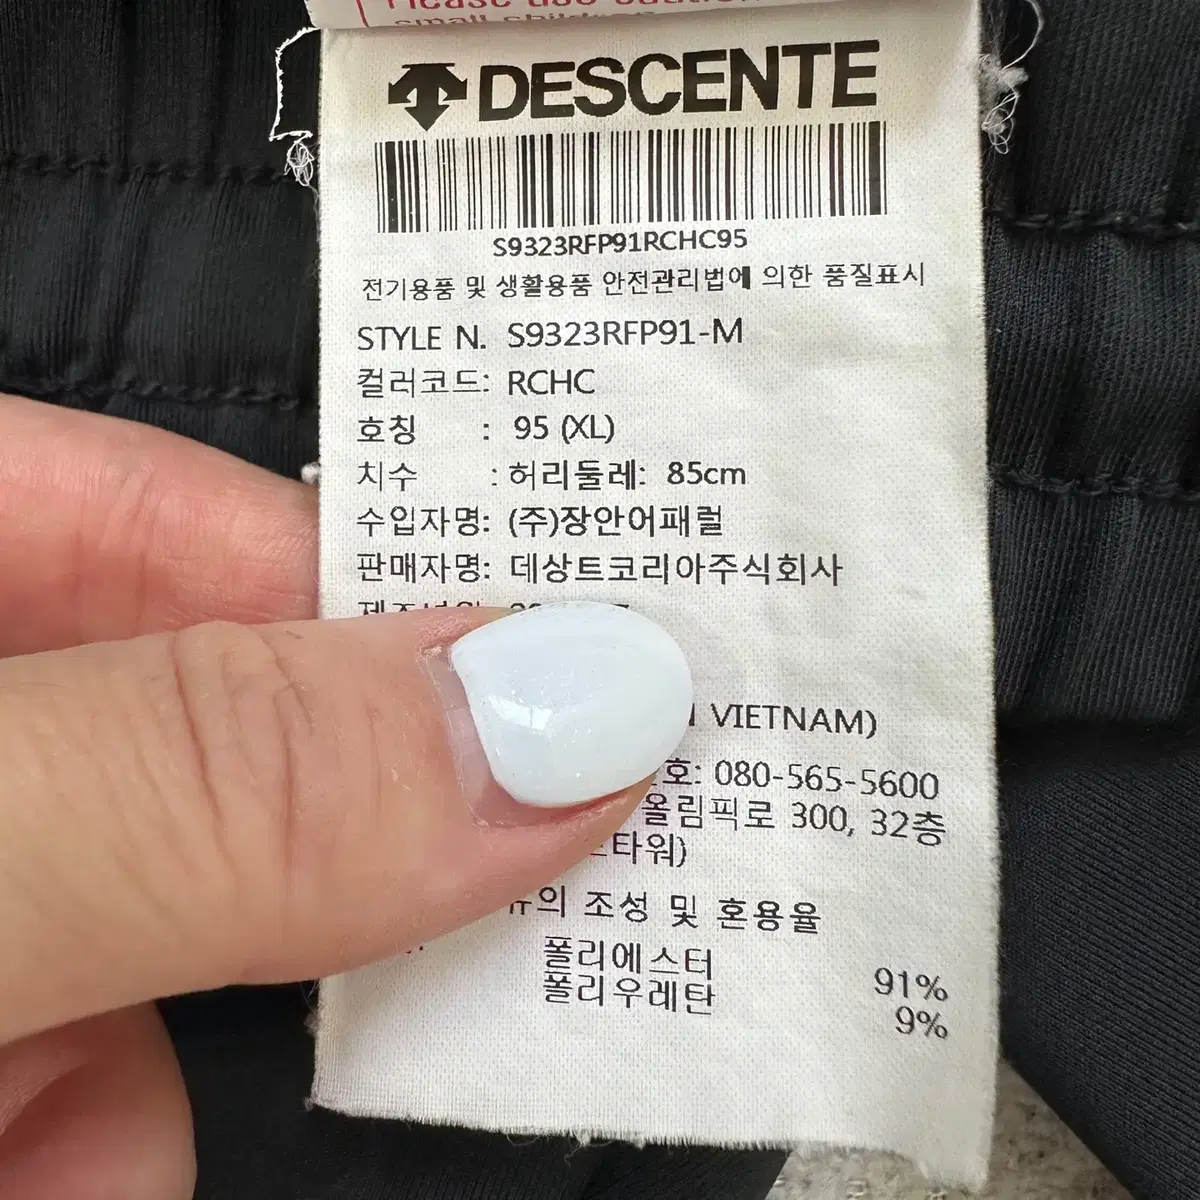 Please use caution
small children
DESCENTE
S9323RFP91RCHC95
전기용품 및 생활용품 안전관리법에 의한 품질표시
STYLE N. S9323RFP91-M
컬러코드: RCHC
호칭 : 95 (XL)
치수 : 허리둘레: 85cm
수입자명: (주)장안어패럴
판매자명: 데상트코리아주식회사
VIETNAM)
호: 080-565-5600
올림픽로 300, 32층
타워)
의 조성 및 혼용율
폴리에스터 91%
폴리우레탄 9%